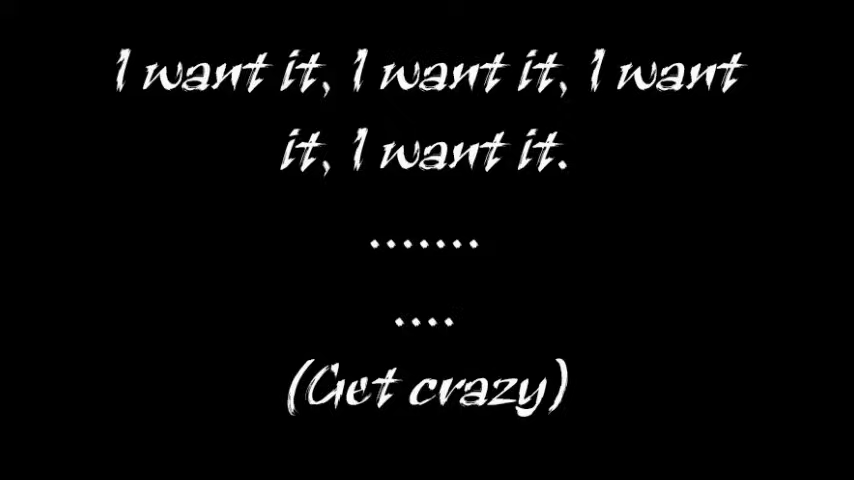 I want it, I want it, I want
it, I want it.
.......
....
(Get crazy)